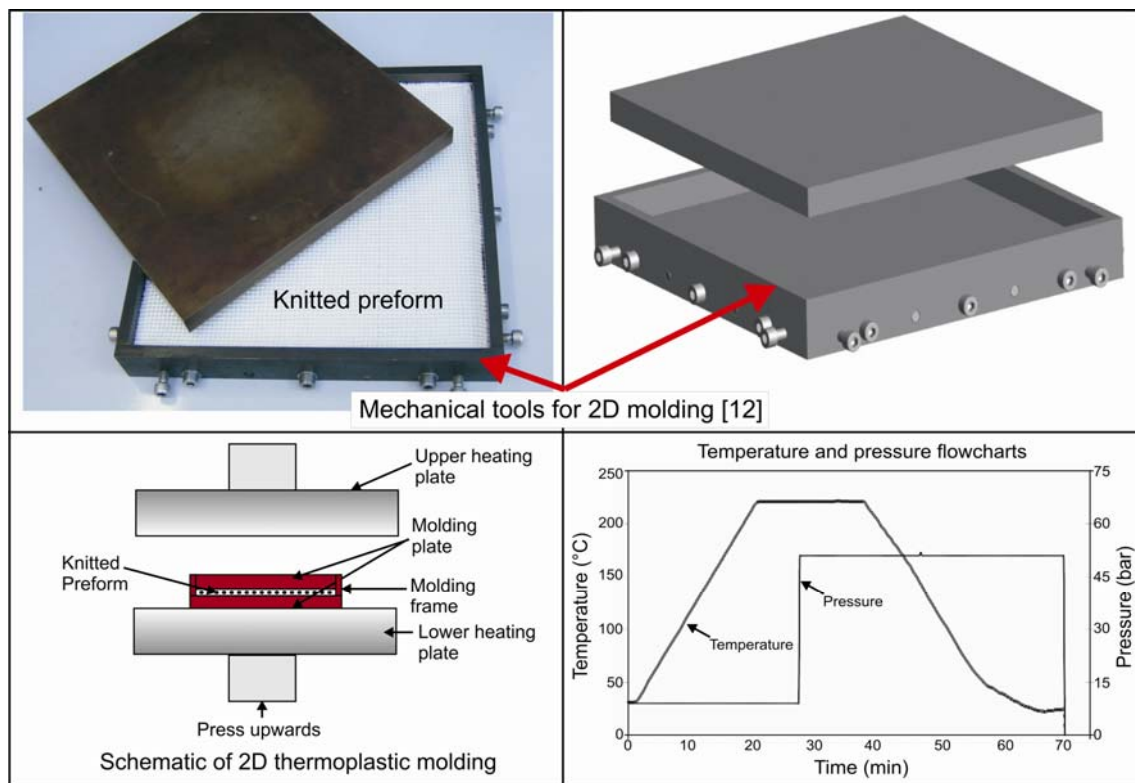 Knitted preform
Mechanical tools for 2D molding [12]
Upper heating
plate
Molding
plate
Knitted
Preform
Molding
frame
Lower heating
plate
Press upwards
Schematic of 2D thermoplastic molding
Temperature and pressure flowcharts
250
200
150
100
50
0
Temperature (°C)
75
60
45
30
15
0
Pressure (bar)
Pressure
Temperature
0
10
20
30
40
50
60
70
Time (min)